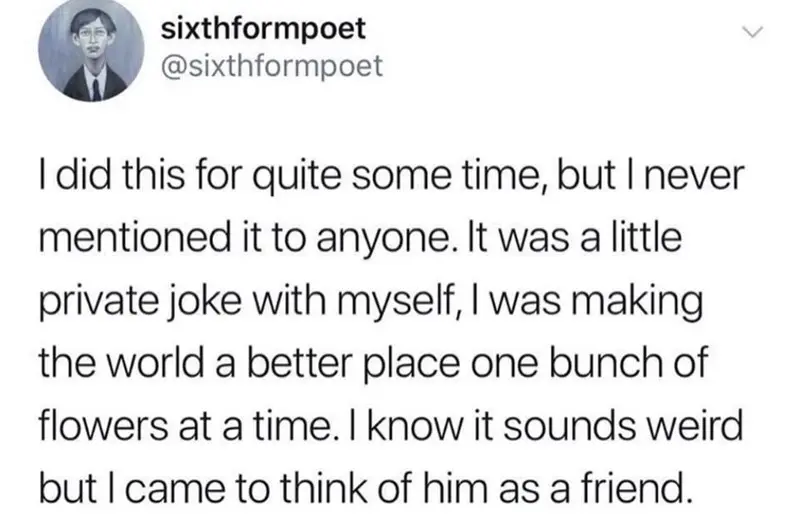 sixthformpoet
@sixthformpoet
I did this for quite some time, but I never
mentioned it to anyone. It was a little
private joke with myself, I was making
the world a better place one bunch of
flowers at a time. I know it sounds weird
but I came to think of him as a friend.